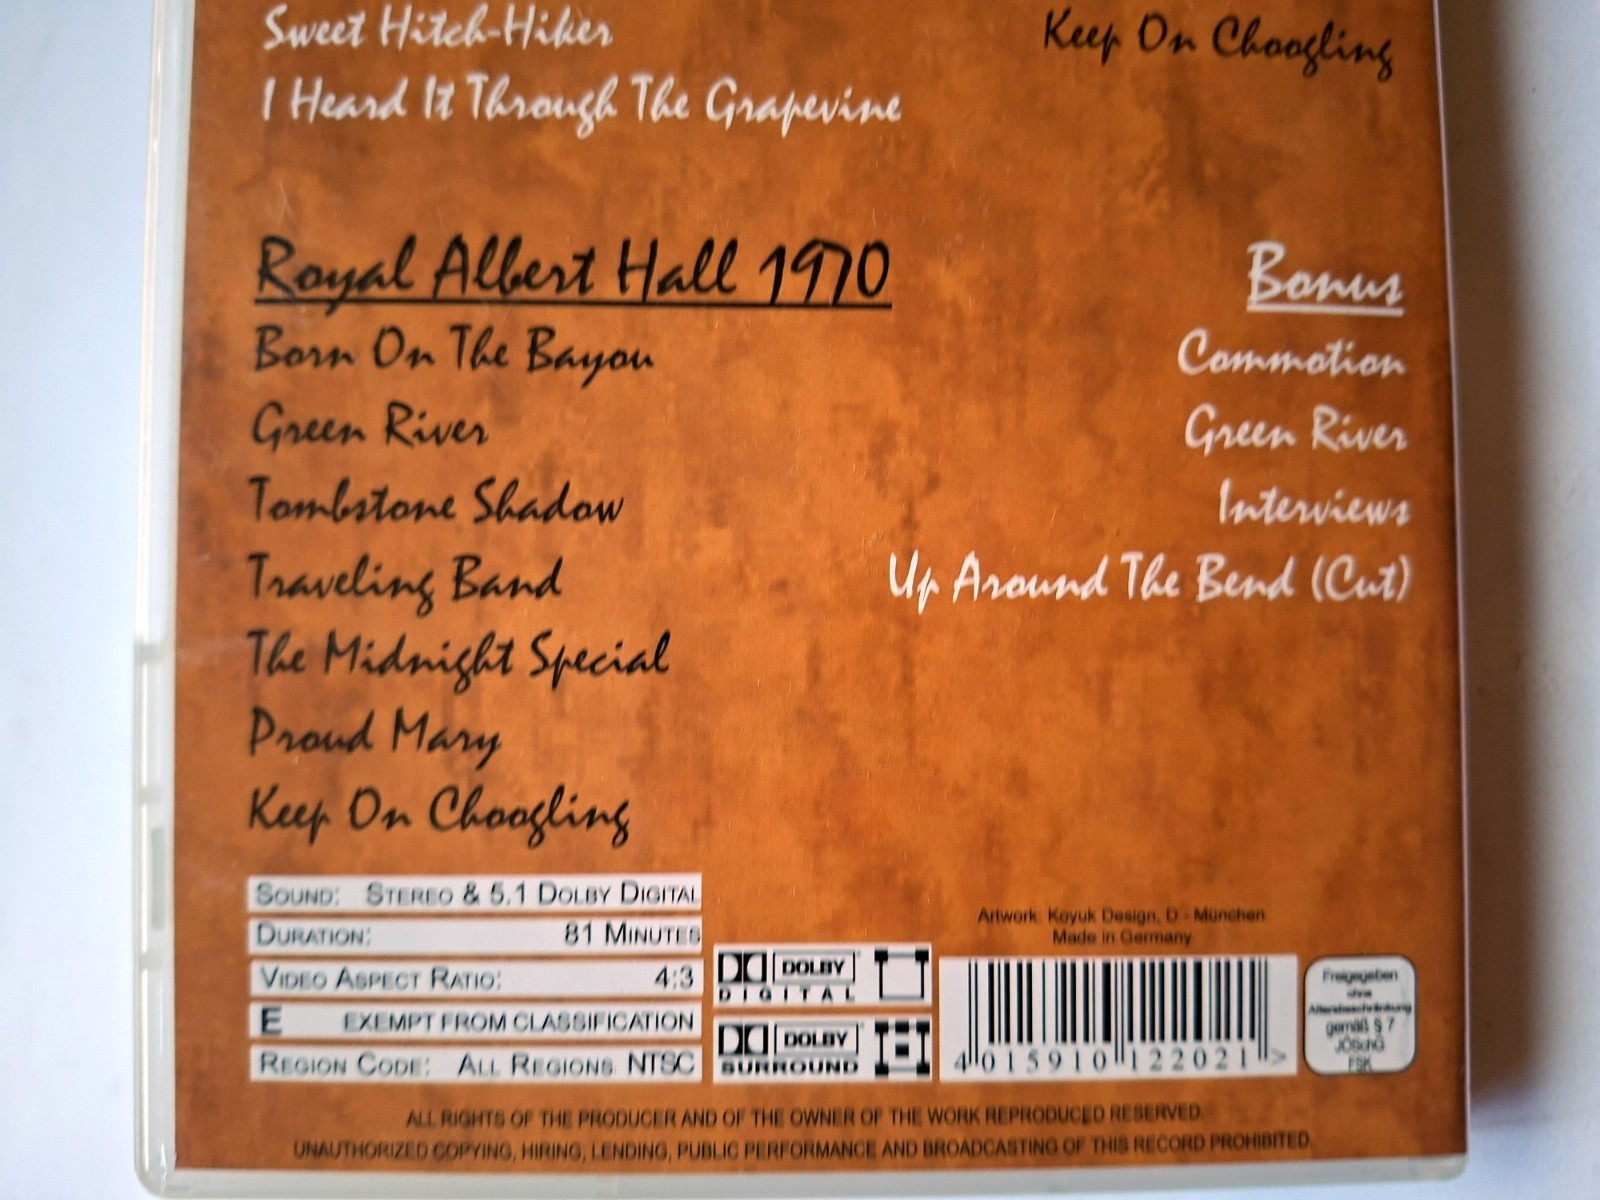 Sweet Hitch-Hiker
Keep On Choogling
I Heard It Through The Grapevine
Royal Albert Hall 1970
Born On The Bayou
Green River
Tombstone Shadow
Traveling Band
The Midnight Special
Proud Mary
Keep On Choogling
Bonus
Commotion
Green River
Interviews
Up Around The Bend (Cut)
SOUND: STEREO & 5.1 DOLBY DIGITAL
DURATION: 81 MINUTES
VIDEO ASPECT RATIO: 4:3
E EXEMPT FROM CLASSIFICATION
REGION CODE: ALL REGIONS NTSC
DOLBY
DIGITAL
DOLBY
SURROUND
Artwork: Koyuk Design, D - München
Made in Germany
4 015910 122021 >
Freigegeben
ohne
Altersbeschränkung
gemäß § 7
JÖSchG
FSK
ALL RIGHTS OF THE PRODUCER AND OF THE OWNER OF THE WORK REPRODUCED RESERVED.
UNAUTHORIZED COPYING, HIRING, LENDING, PUBLIC PERFORMANCE AND BROADCASTING OF THIS RECORD PROHIBITED.